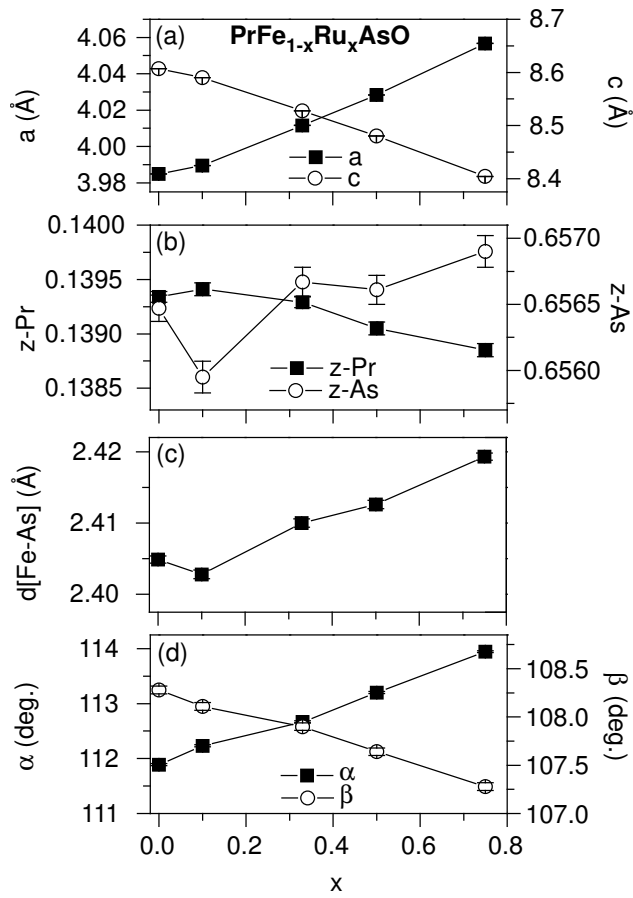 (a) PrFe₁₋ₓRuₓAsO
4.06
4.04
4.02
4.00
3.98
a (Å)
8.7
8.6
8.5
8.4
c (Å)
a
c
(b)
0.1400
0.1395
0.1390
0.1385
z-Pr
0.6570
0.6565
0.6560
z-As
z-Pr
z-As
(c)
2.42
2.41
2.40
d[Fe-As] (Å)
(d)
114
113
112
111
α (deg.)
108.5
108.0
107.5
107.0
β (deg.)
α
β
0.0 0.2 0.4 0.6 0.8
x